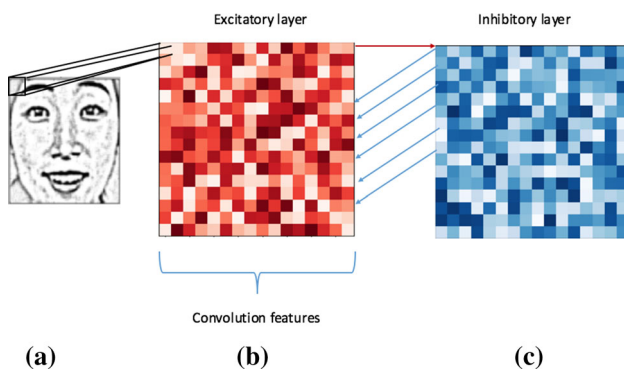 Excitatory layer
Inhibitory layer
Convolution features
(a)
(b)
(c)